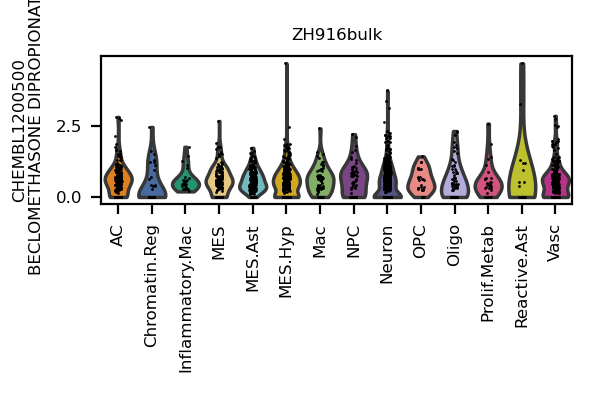 ZH916bulk
CHEMBL1200500
BECLOMETHASONE DIPROPIONAT
2.5
0.0
AC
Chromatin.Reg
Inflammatory.Mac
MES
MES.Ast
MES.Hyp
Mac
NPC
Neuron
OPC
Oligo
Prolif.Metab
Reactive.Ast
Vasc